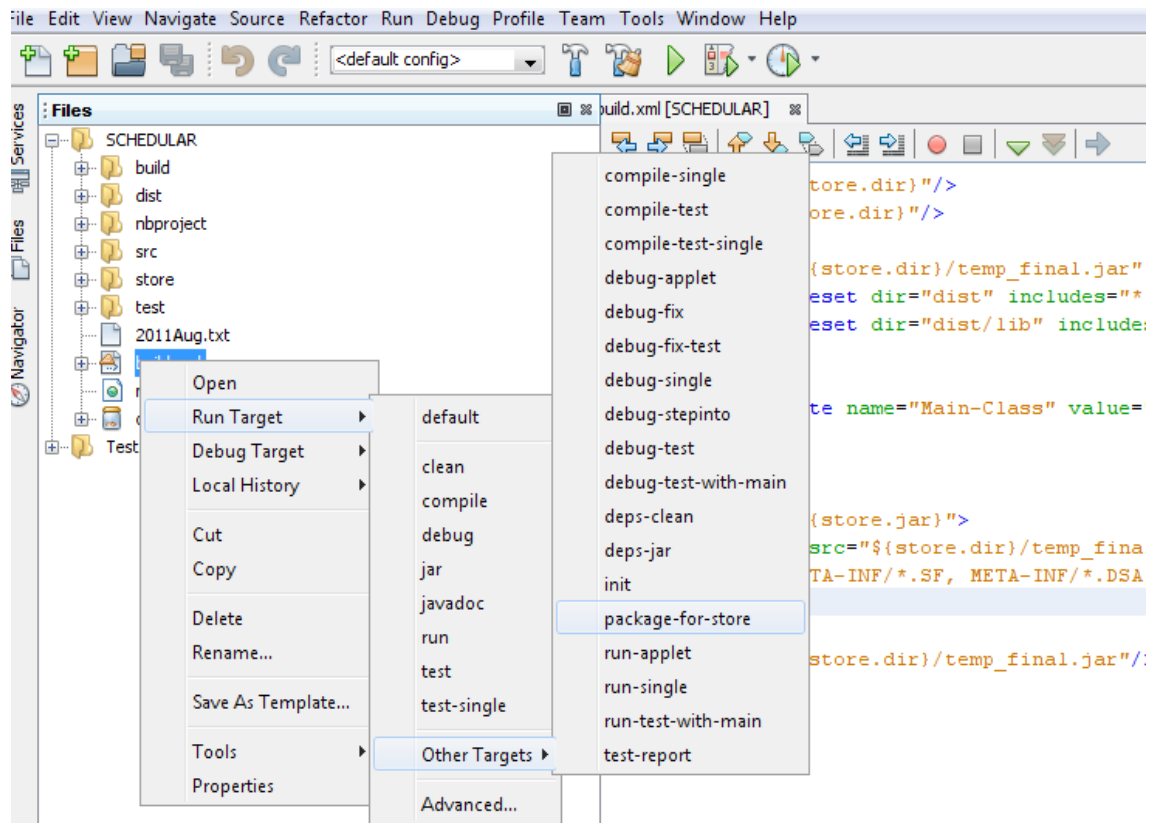 File Edit View Navigate Source Refactor Run Debug Profile Team Tools Window Help
<default config>
Services
Files
Navigator
Files
SCHEDULAR
build
dist
nbproject
src
store
test
2011Aug.txt
Test
Open
Run Target
Debug Target
Local History
Cut
Copy
Delete
Rename...
Save As Template...
Tools
Properties
default
clean
compile
debug
jar
javadoc
run
test
test-single
Other Targets
Advanced...
compile-single
compile-test
compile-test-single
debug-applet
debug-fix
debug-fix-test
debug-single
debug-stepinto
debug-test
debug-test-with-main
deps-clean
deps-jar
init
package-for-store
run-applet
run-single
run-test-with-main
test-report
build.xml [SCHEDULAR]
tore.dir}"/>
ore.dir}"/>
{store.dir}/temp_final.jar"
eset dir="dist" includes="*
eset dir="dist/lib" include
te name="Main-Class" value=
{store.jar}">
src="${store.dir}/temp_fina
TA-INF/*.SF, META-INF/*.DSA
store.dir}/temp_final.jar"/